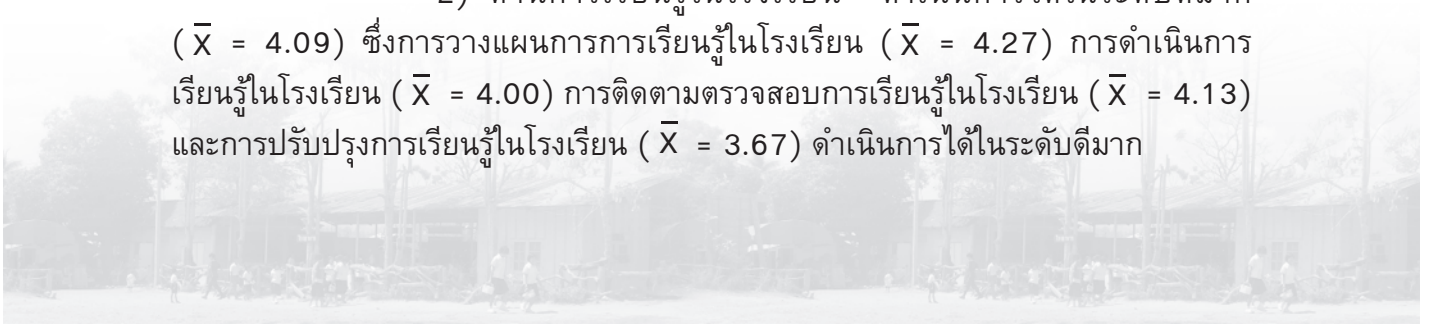 ( X̄ = 4.09) ซึ่งการวางแผนการการเรียนรู้ในโรงเรียน ( X̄ = 4.27) การดำเนินการ
เรียนรู้ในโรงเรียน ( X̄ = 4.00) การติดตามตรวจสอบการเรียนรู้ในโรงเรียน ( X̄ = 4.13)
และการปรับปรุงการเรียนรู้ในโรงเรียน ( X̄ = 3.67) ดำเนินการได้ในระดับดีมาก